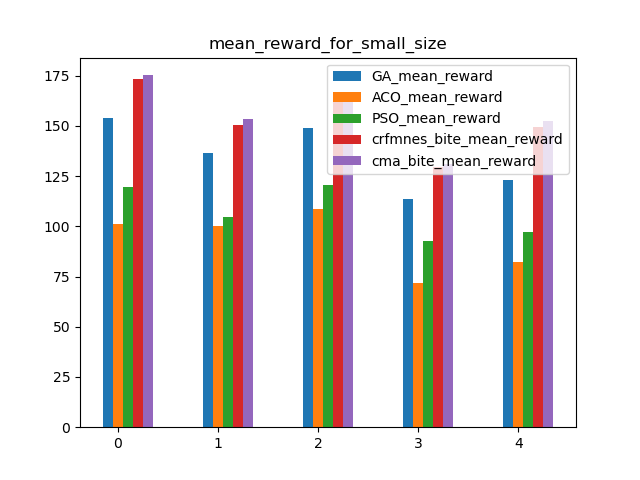 mean_reward_for_small_size
175
150
125
100
75
50
25
0
GA_mean_reward
ACO_mean_reward
PSO_mean_reward
crfmnes_bite_mean_reward
cma_bite_mean_reward
0 1 2 3 4